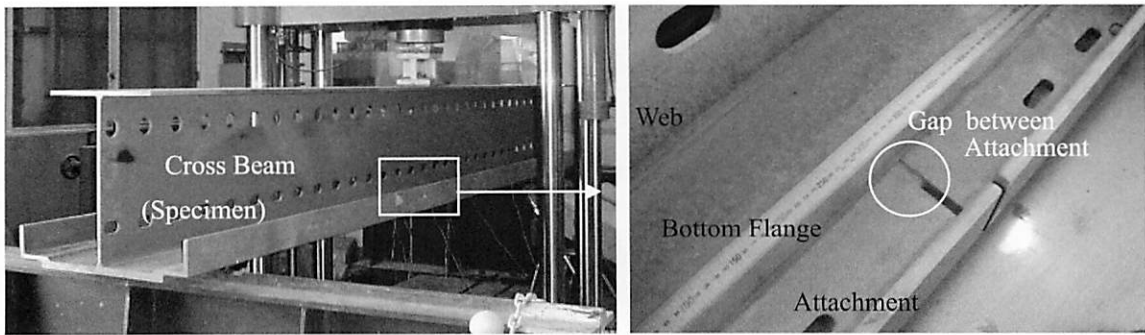 Cross Beam
(Specimen)
Web
Gap between
Attachment
Bottom Flange
Attachment